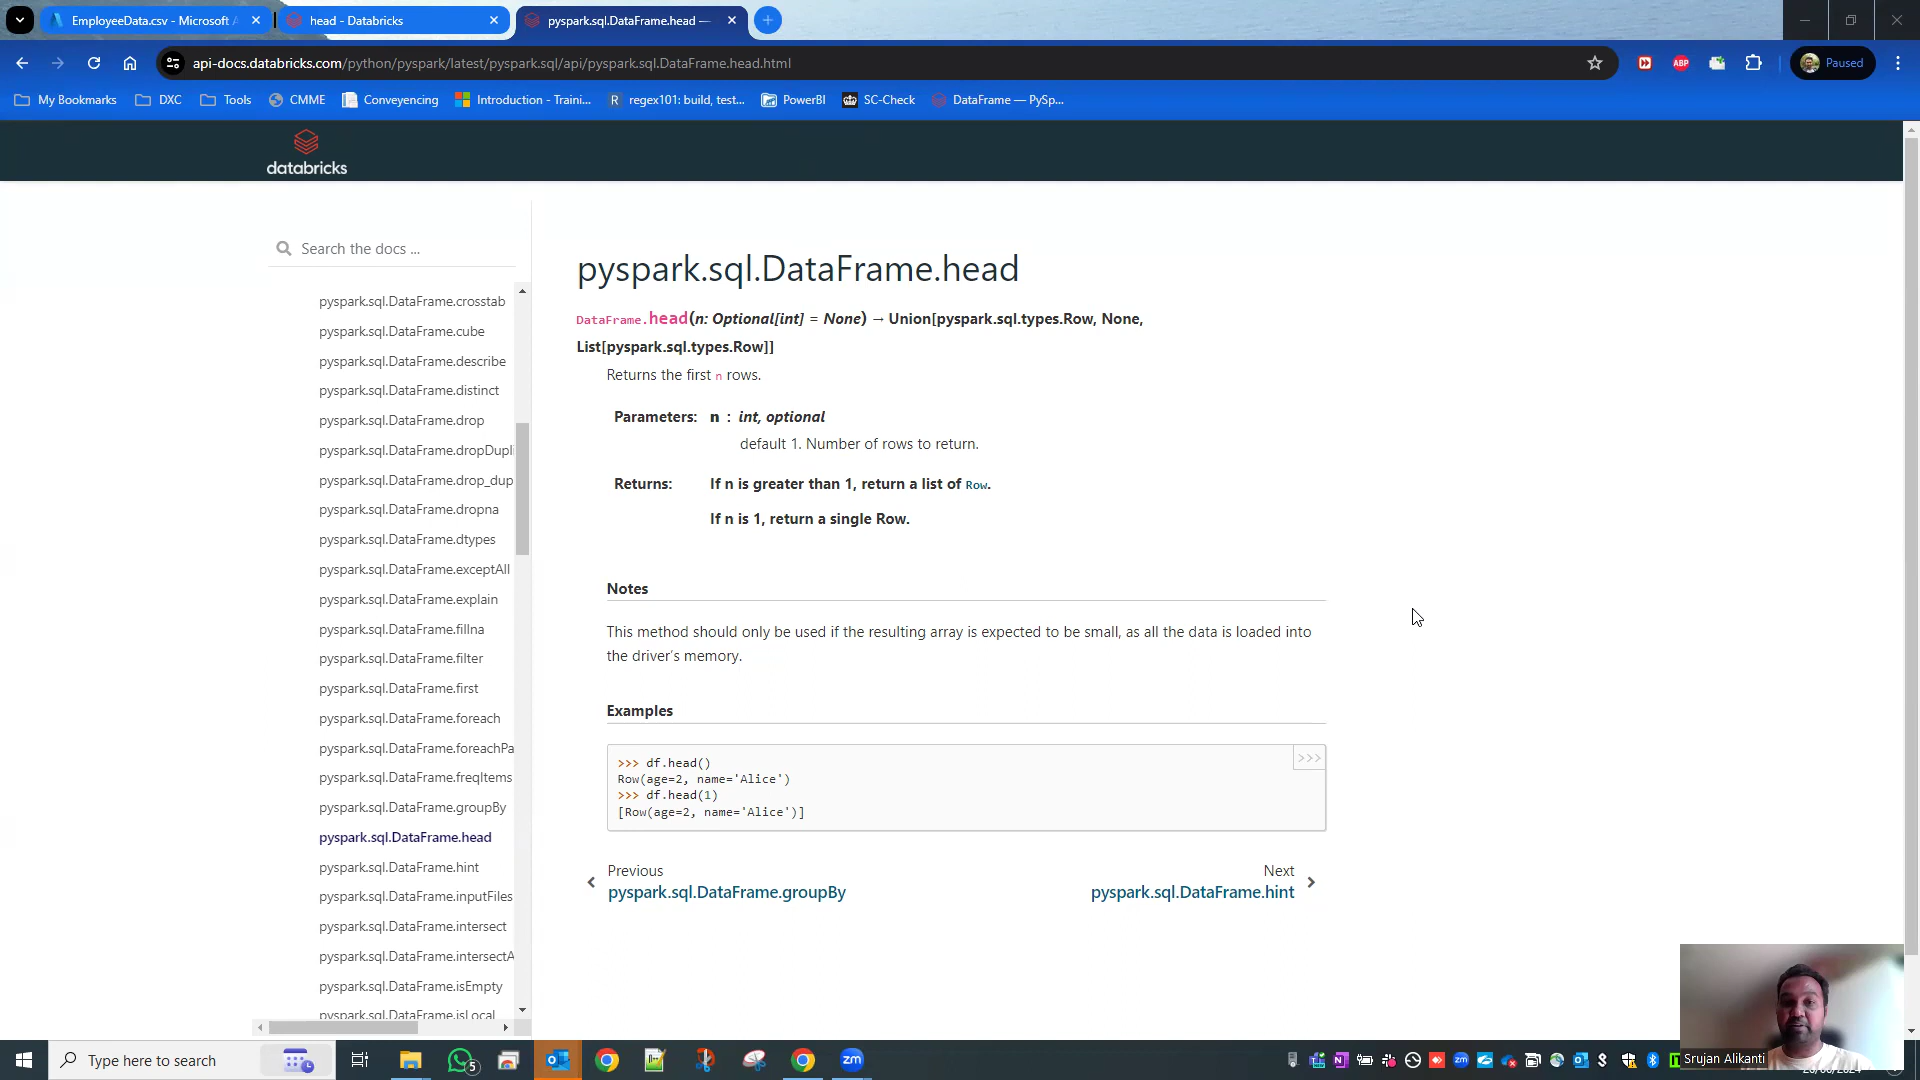 EmployeeData.csv - Microsoft A
head - Databricks
pyspark.sql.DataFrame.head —
api-docs.databricks.com/python/pyspark/latest/pyspark.sql/api/pyspark.sql.DataFrame.head.html
ABP
Paused
My Bookmarks
DXC
Tools
CMME
Conveyencing
Introduction - Traini...
R regex101: build, test...
PowerBI
SC-Check
DataFrame — PySp...
databricks
Search the docs ...
pyspark.sql.DataFrame.crosstab
pyspark.sql.DataFrame.cube
pyspark.sql.DataFrame.describe
pyspark.sql.DataFrame.distinct
pyspark.sql.DataFrame.drop
pyspark.sql.DataFrame.dropDupli
pyspark.sql.DataFrame.drop_dup
pyspark.sql.DataFrame.dropna
pyspark.sql.DataFrame.dtypes
pyspark.sql.DataFrame.exceptAll
pyspark.sql.DataFrame.explain
pyspark.sql.DataFrame.fillna
pyspark.sql.DataFrame.filter
pyspark.sql.DataFrame.first
pyspark.sql.DataFrame.foreach
pyspark.sql.DataFrame.foreachPa
pyspark.sql.DataFrame.freqItems
pyspark.sql.DataFrame.groupBy
pyspark.sql.DataFrame.head
pyspark.sql.DataFrame.hint
pyspark.sql.DataFrame.inputFiles
pyspark.sql.DataFrame.intersect
pyspark.sql.DataFrame.intersectA
pyspark.sql.DataFrame.isEmpty
pyspark.sql.DataFrame.isLocal
pyspark.sql.DataFrame.head
DataFrame.head(n: Optional[int] = None) → Union[pyspark.sql.types.Row, None,
List[pyspark.sql.types.Row]]
Returns the first n rows.
Parameters: n : int, optional
default 1. Number of rows to return.
Returns: If n is greater than 1, return a list of Row.
If n is 1, return a single Row.
Notes
This method should only be used if the resulting array is expected to be small, as all the data is loaded into
the driver's memory.
Examples
>>>
>>> df.head()
Row(age=2, name='Alice')
>>> df.head(1)
[Row(age=2, name='Alice')]
Previous
pyspark.sql.DataFrame.groupBy
Next
pyspark.sql.DataFrame.hint
Type here to search
5
zm
zm
Srujan Alikanti